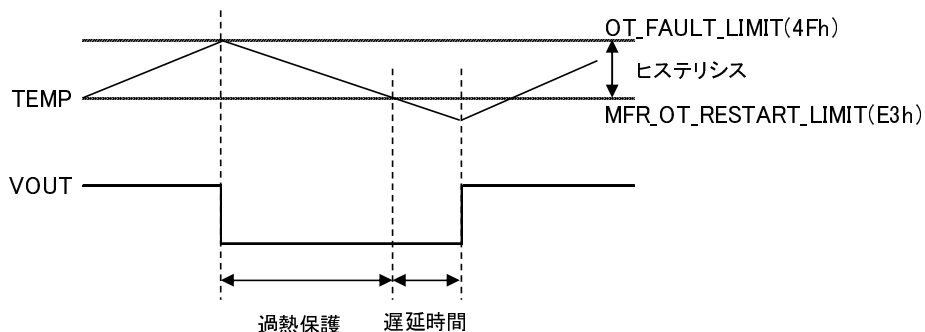 OT_FAULT_LIMIT(4Fh)
ヒステリシス
TEMP
MFR_OT_RESTART_LIMIT(E3h)
VOUT
過熱保護
遅延時間